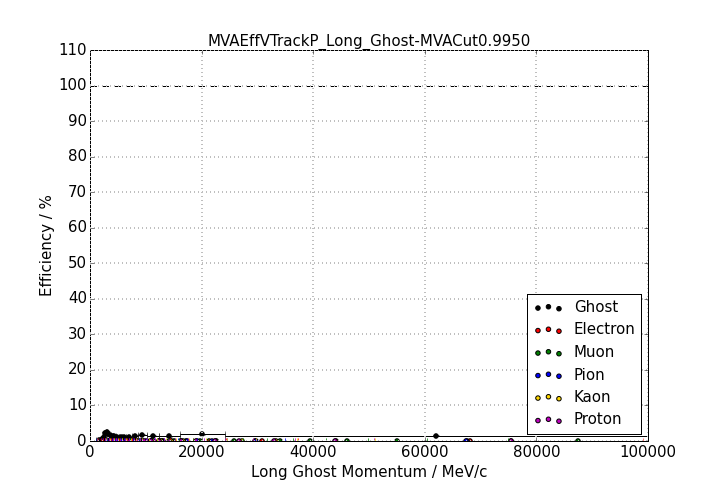 MVAEffVTrackP_Long_Ghost-MVACut0.9950
110
100
90
80
70
60
50
40
30
20
10
0
Efficiency / %
Ghost
Electron
Muon
Pion
Kaon
Proton
0 20000 40000 60000 80000 100000
Long Ghost Momentum / MeV/c